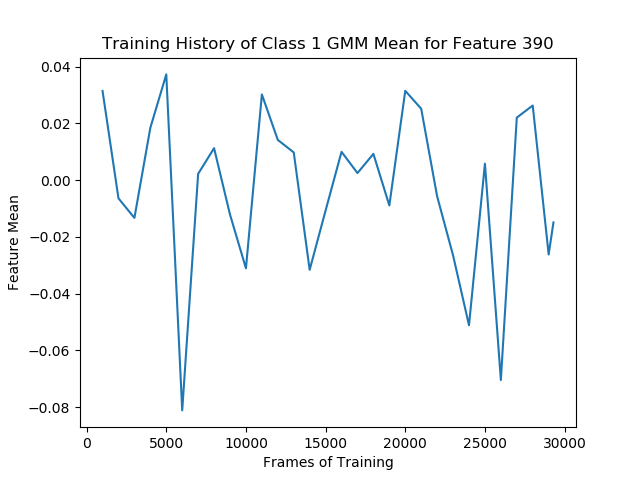 Training History of Class 1 GMM Mean for Feature 390
0.04
0.02
0.00
−0.02
−0.04
−0.06
−0.08
Feature Mean
0 5000 10000 15000 20000 25000 30000
Frames of Training